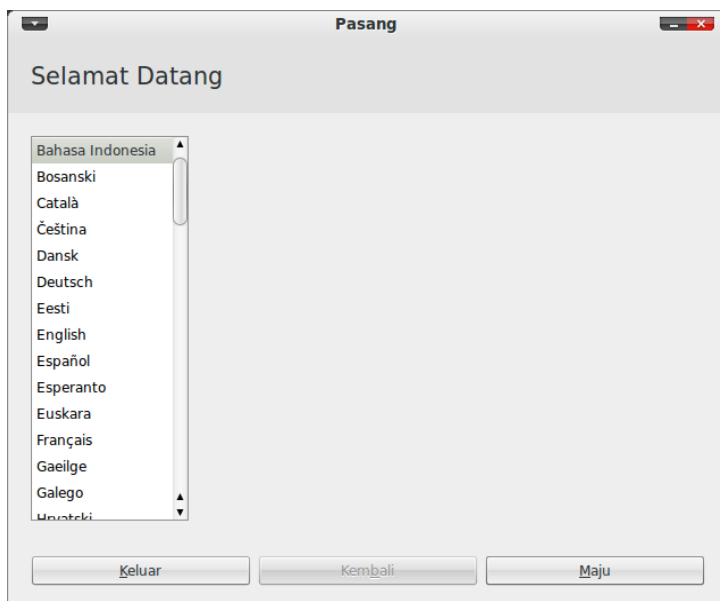 Pasang
Selamat Datang
Bahasa Indonesia
Bosanski
Català
Čeština
Dansk
Deutsch
Eesti
English
Español
Esperanto
Euskara
Français
Gaeilge
Galego
Hrvatski
Keluar
Kembali
Maju